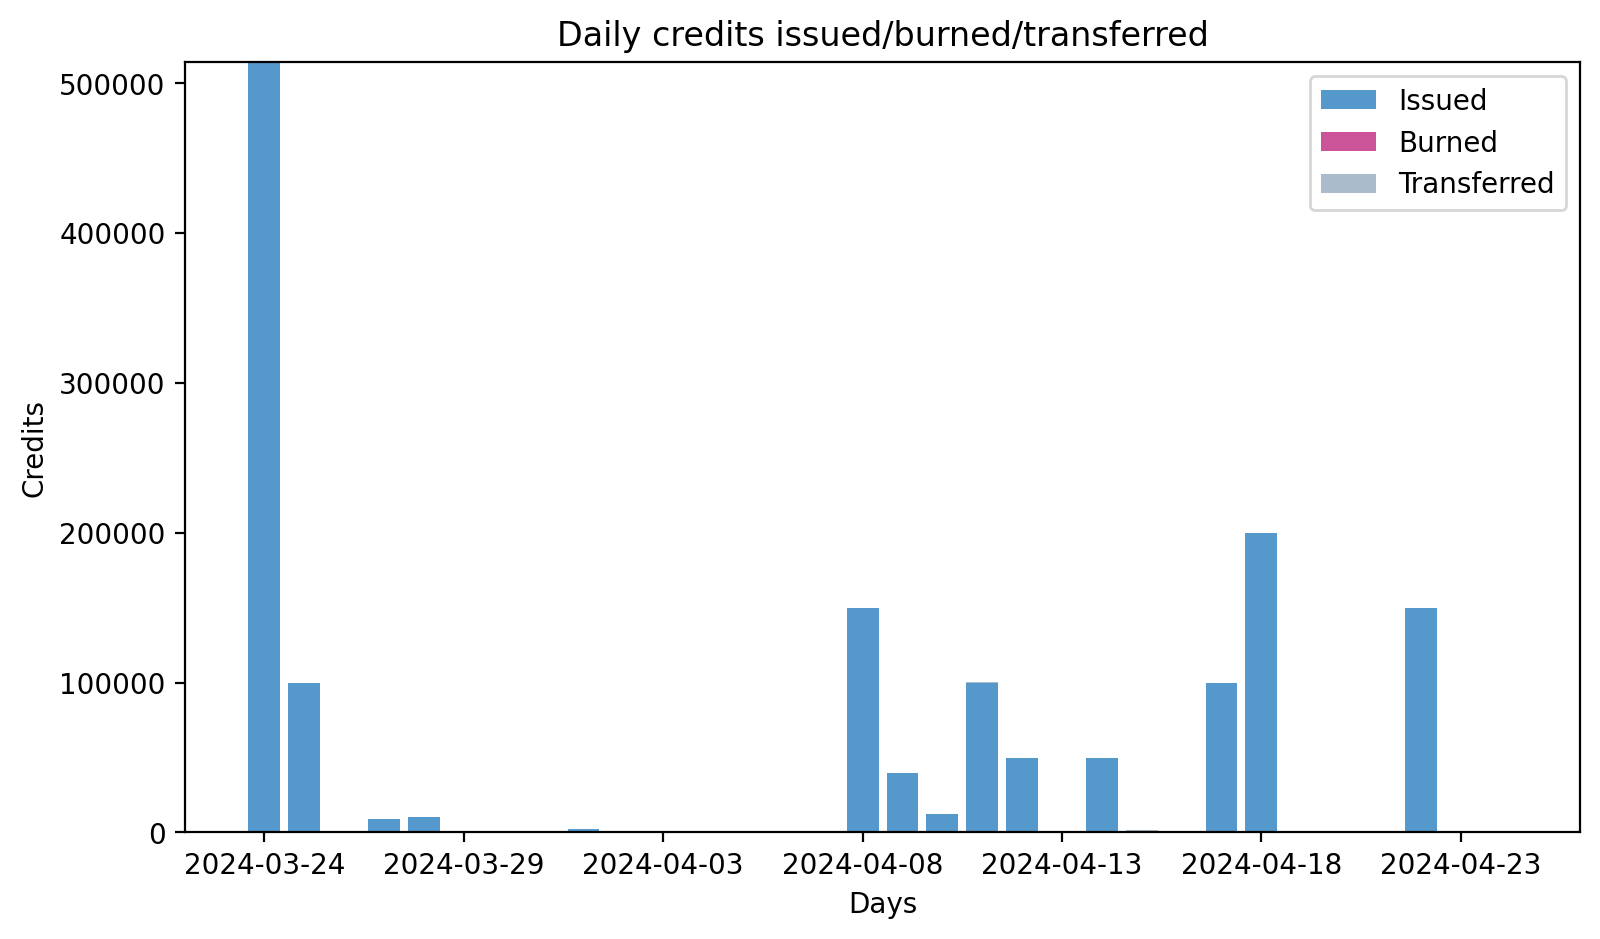 Daily credits issued/burned/transferred
500000
400000
300000
200000
100000
0
Credits
Issued
Burned
Transferred
2024-03-24 2024-03-29 2024-04-03 2024-04-08 2024-04-13 2024-04-18 2024-04-23
Days